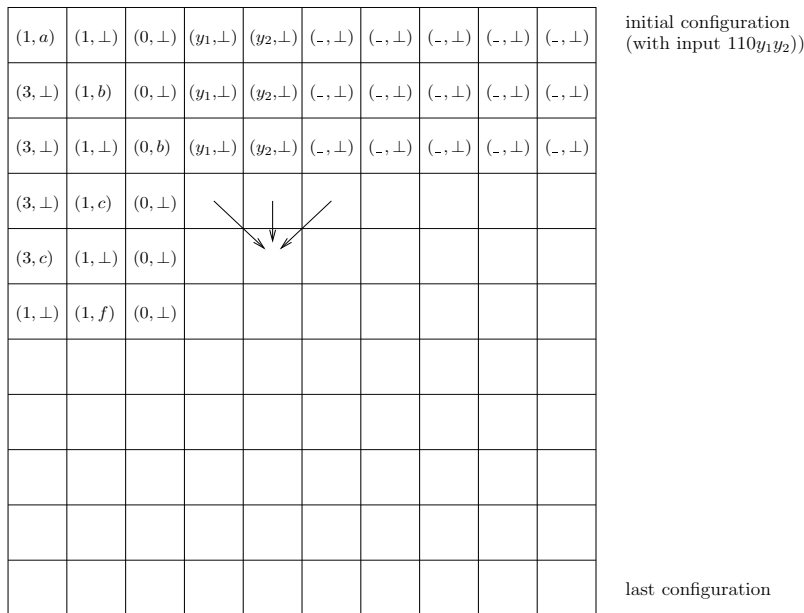 (1, a) (1, ⊥) (0, ⊥) (y₁,⊥) (y₂,⊥) (␣, ⊥) (␣, ⊥) (␣, ⊥) (␣, ⊥) (␣, ⊥) initial configuration
(with input 110y₁y₂))
(3, ⊥) (1, b) (0, ⊥) (y₁,⊥) (y₂,⊥) (␣, ⊥) (␣, ⊥) (␣, ⊥) (␣, ⊥) (␣, ⊥)
(3, ⊥) (1, ⊥) (0, b) (y₁,⊥) (y₂,⊥) (␣, ⊥) (␣, ⊥) (␣, ⊥) (␣, ⊥) (␣, ⊥)
(3, ⊥) (1, c) (0, ⊥)
(3, c) (1, ⊥) (0, ⊥)
(1, ⊥) (1, f) (0, ⊥)
last configuration